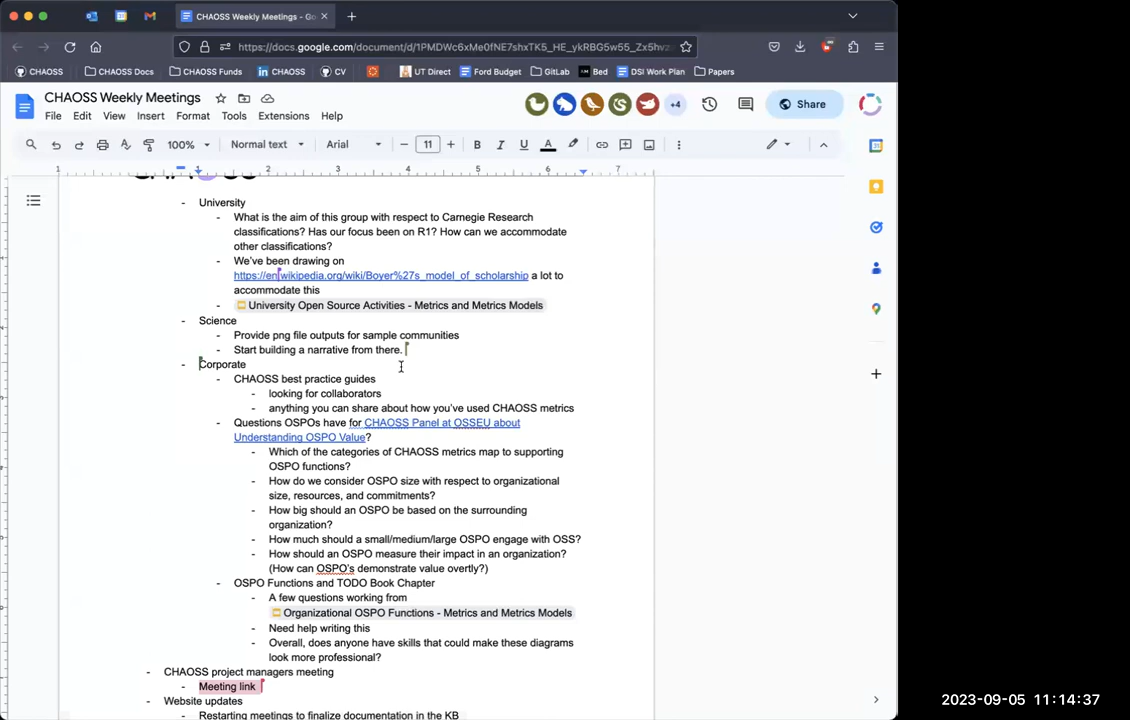 CHAOSS Weekly Meetings - Go
https://docs.google.com/document/d/1PMDWc6xMe0fNE7shxTK5_HE_ykRBG5w55_Zx5hvz
CHAOSS
CHAOSS Docs
CHAOSS Funds
CHAOSS
CV
UT Direct
Ford Budget
GitLab
Bed
DSI Work Plan
Papers
CHAOSS Weekly Meetings
File Edit View Insert Format Tools Extensions Help
+4
Share
100%
Normal text
Arial
11
B I U A
1 1 2 3 4 5 6 7
- University
- What is the aim of this group with respect to Carnegie Research
classifications? Has our focus been on R1? How can we accommodate
other classifications?
- We've been drawing on
https://en.wikipedia.org/wiki/Boyer%27s_model_of_scholarship a lot to
accommodate this
- University Open Source Activities - Metrics and Metrics Models
- Science
- Provide png file outputs for sample communities
- Start building a narrative from there.
- Corporate
- CHAOSS best practice guides
- looking for collaborators
- anything you can share about how you've used CHAOSS metrics
- Questions OSPOs have for CHAOSS Panel at OSSEU about
Understanding OSPO Value?
- Which of the categories of CHAOSS metrics map to supporting
OSPO functions?
- How do we consider OSPO size with respect to organizational
size, resources, and commitments?
- How big should an OSPO be based on the surrounding
organization?
- How much should a small/medium/large OSPO engage with OSS?
- How should an OSPO measure their impact in an organization?
(How can OSPO's demonstrate value overtly?)
- OSPO Functions and TODO Book Chapter
- A few questions working from
Organizational OSPO Functions - Metrics and Metrics Models
- Need help writing this
- Overall, does anyone have skills that could make these diagrams
look more professional?
- CHAOSS project managers meeting
- Meeting link
- Website updates
- Restarting meetings to finalize documentation in the KB
2023-09-05 11:14:37